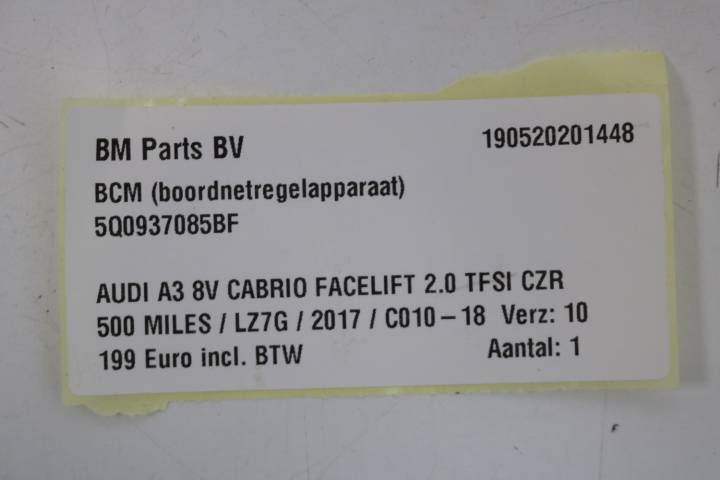 BM Parts BV 190520201448
BCM (boordnetregelapparaat)
5Q0937085BF
AUDI A3 8V CABRIO FACELIFT 2.0 TFSI CZR
500 MILES / LZ7G / 2017 / C010-18 Verz: 10
199 Euro incl. BTW Aantal: 1